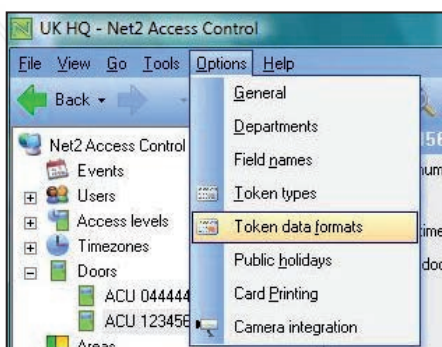 UK HQ - Net2 Access Control
File View Go Tools Options Help
Back
General
Departments
Field names
Token types
Token data formats
Public holidays
Card Printing
Camera integration
Net2 Access Control
Events
Users
Access levels
Timezones
Doors
ACU 044444
ACU 123456
Areas